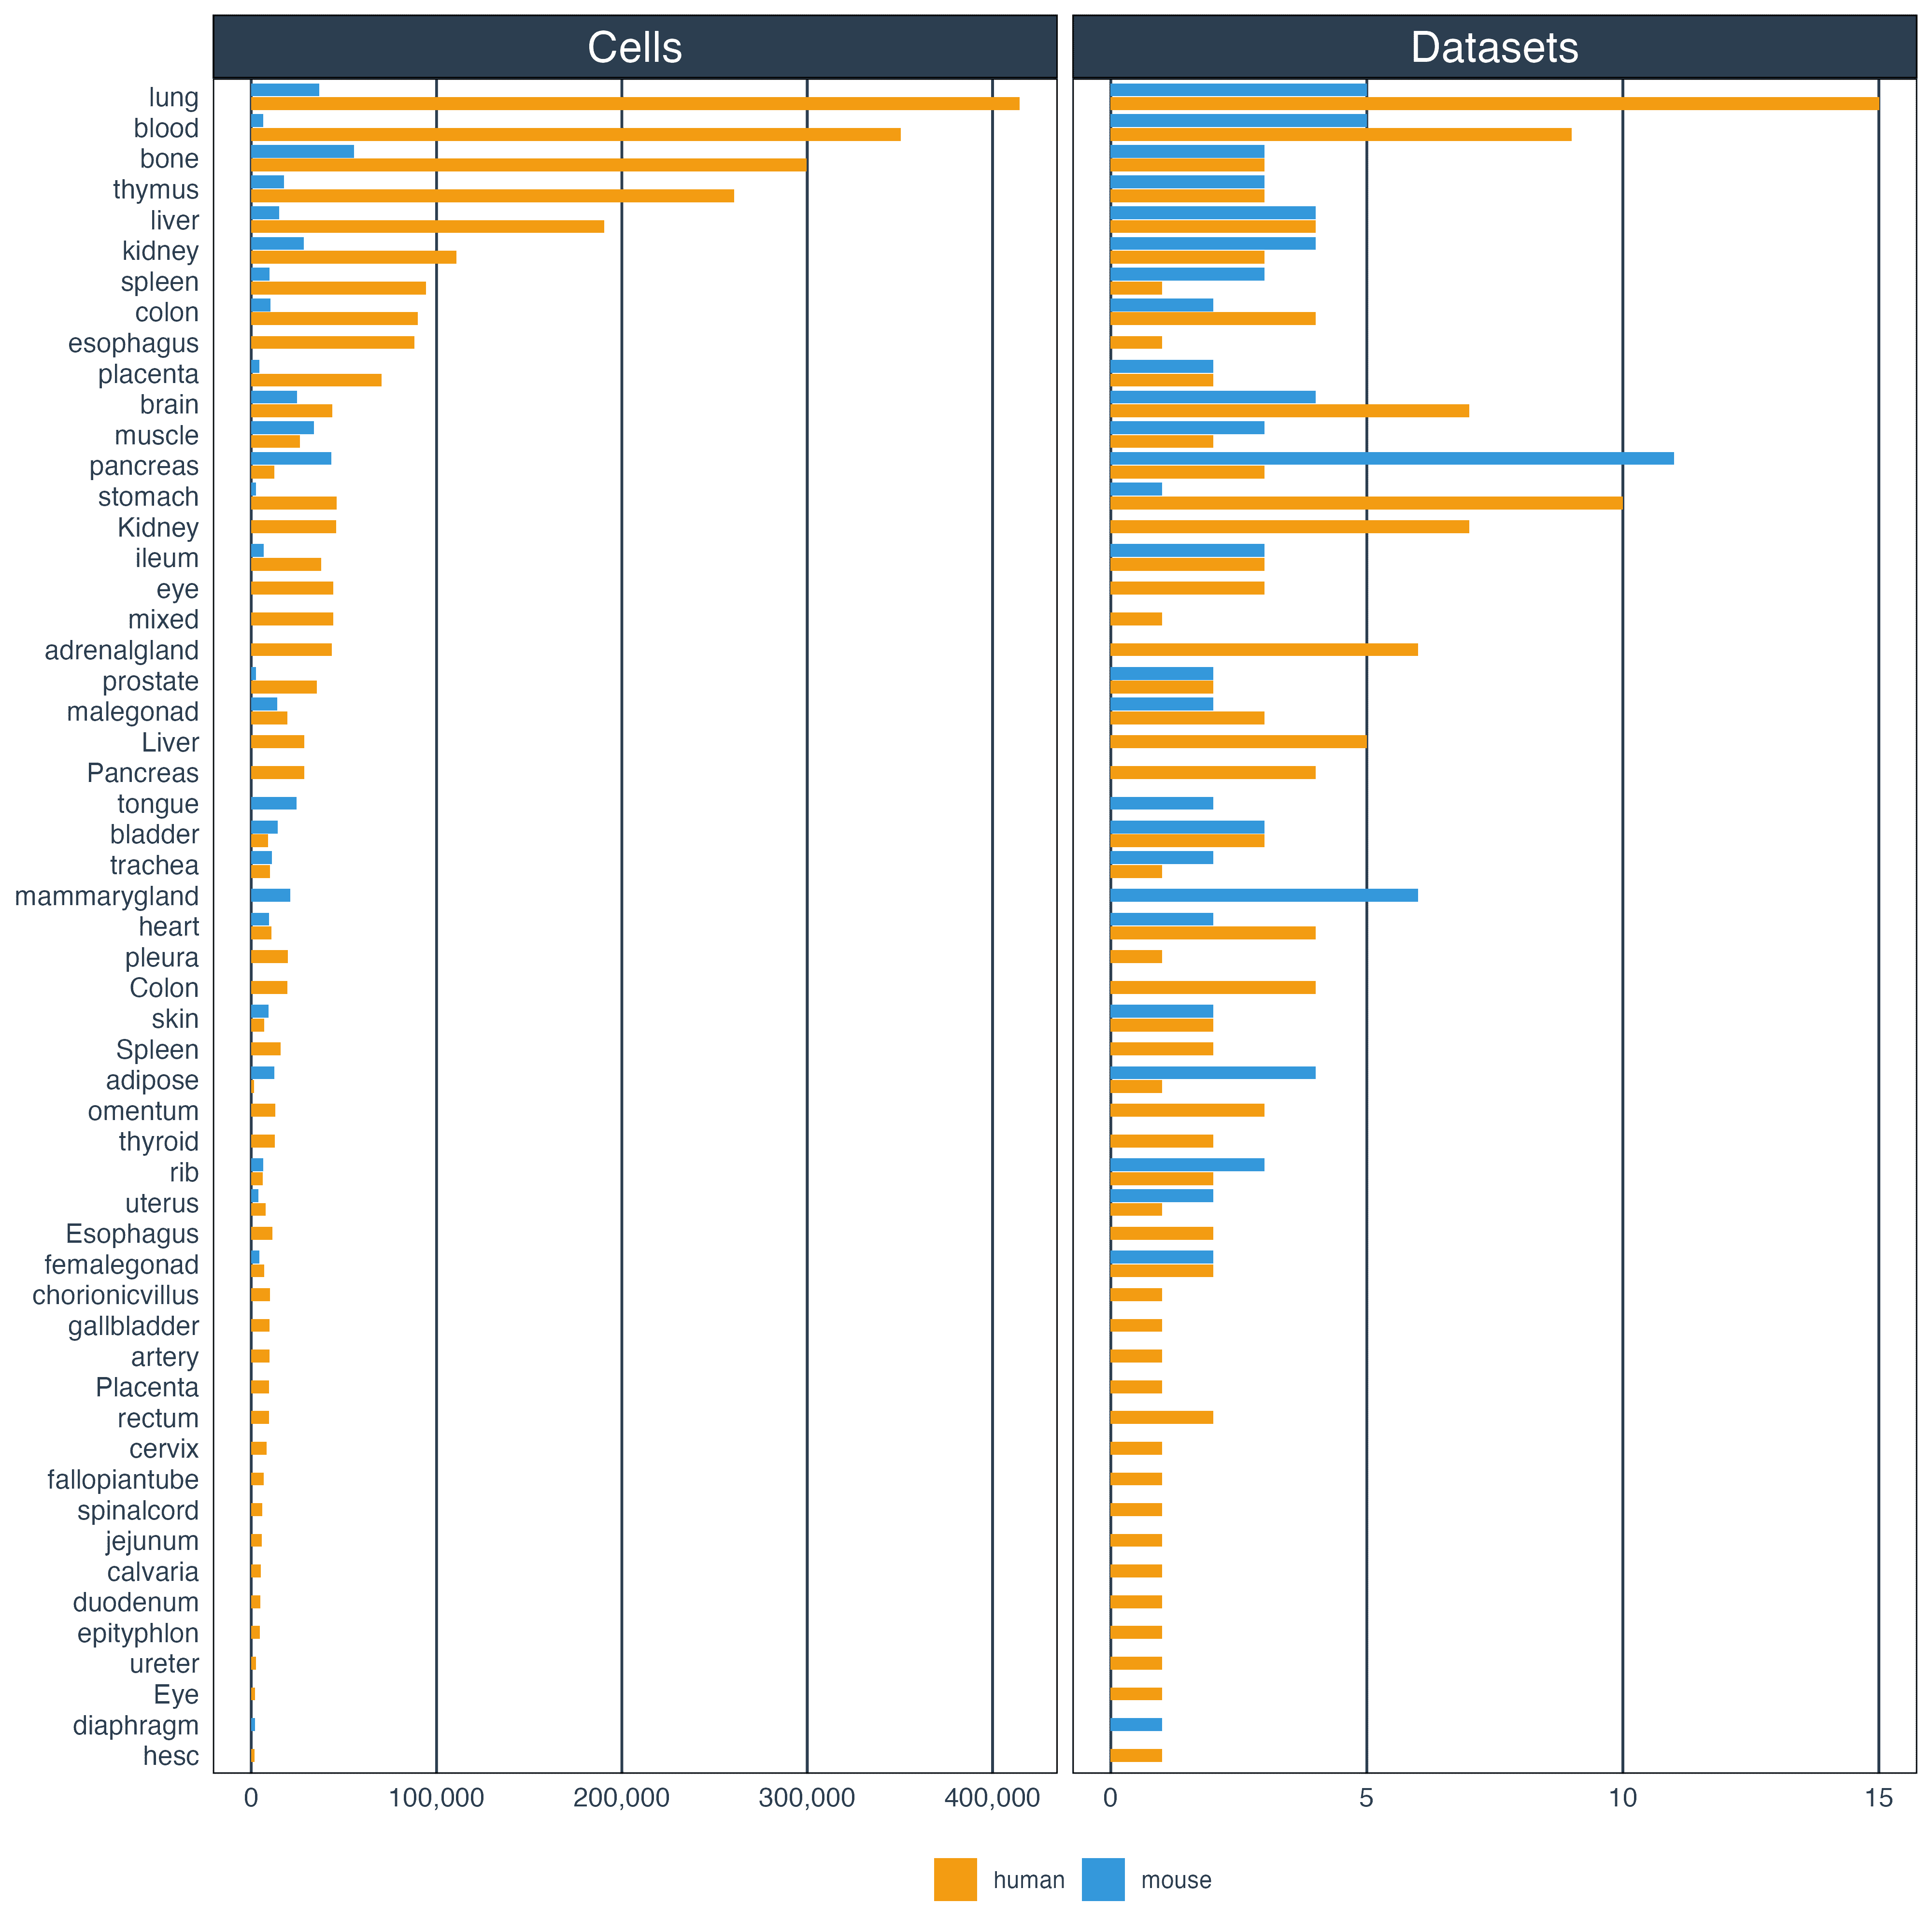 Cells Datasets
lung
blood
bone
thymus
liver
kidney
spleen
colon
esophagus
placenta
brain
muscle
pancreas
stomach
Kidney
ileum
eye
mixed
adrenalgland
prostate
malegonad
Liver
Pancreas
tongue
bladder
trachea
mammarygland
heart
pleura
Colon
skin
Spleen
adipose
omentum
thyroid
rib
uterus
Esophagus
femalegonad
chorionicvillus
gallbladder
artery
Placenta
rectum
cervix
fallopiantube
spinalcord
jejunum
calvaria
duodenum
epityphlon
ureter
Eye
diaphragm
hesc
0 100,000 200,000 300,000 400,000 0 5 10 15
human mouse